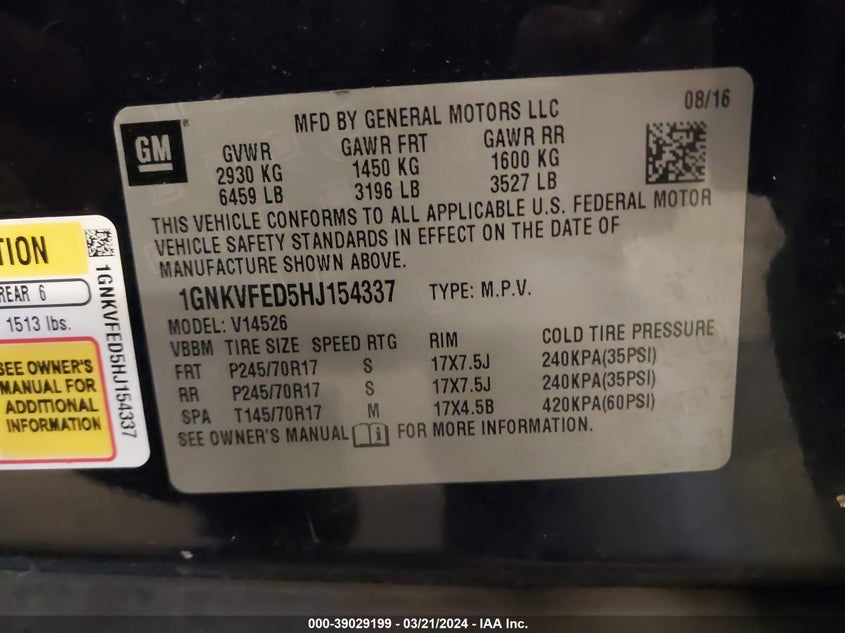 08/16
MFD BY GENERAL MOTORS LLC
GM
GVWR GAWR FRT GAWR RR
2930 KG 1450 KG 1600 KG
6459 LB 3196 LB 3527 LB
THIS VEHICLE CONFORMS TO ALL APPLICABLE U.S. FEDERAL MOTOR
VEHICLE SAFETY STANDARDS IN EFFECT ON THE DATE OF
MANUFACTURE SHOWN ABOVE.
1GNKVFED5HJ154337 TYPE: M.P.V.
MODEL: V14526
VBBM TIRE SIZE SPEED RTG RIM COLD TIRE PRESSURE
FRT P245/70R17 S 17X7.5J 240KPA(35PSI)
RR P245/70R17 S 17X7.5J 240KPA(35PSI)
SPA T145/70R17 M 17X4.5B 420KPA(60PSI)
SEE OWNER'S MANUAL FOR MORE INFORMATION.
REAR 6
1513 lbs.
SEE OWNER'S
MANUAL FOR
ADDITIONAL
INFORMATION
1GNKVFED5HJ154337
000-39029199 - 03/21/2024 - IAA Inc.